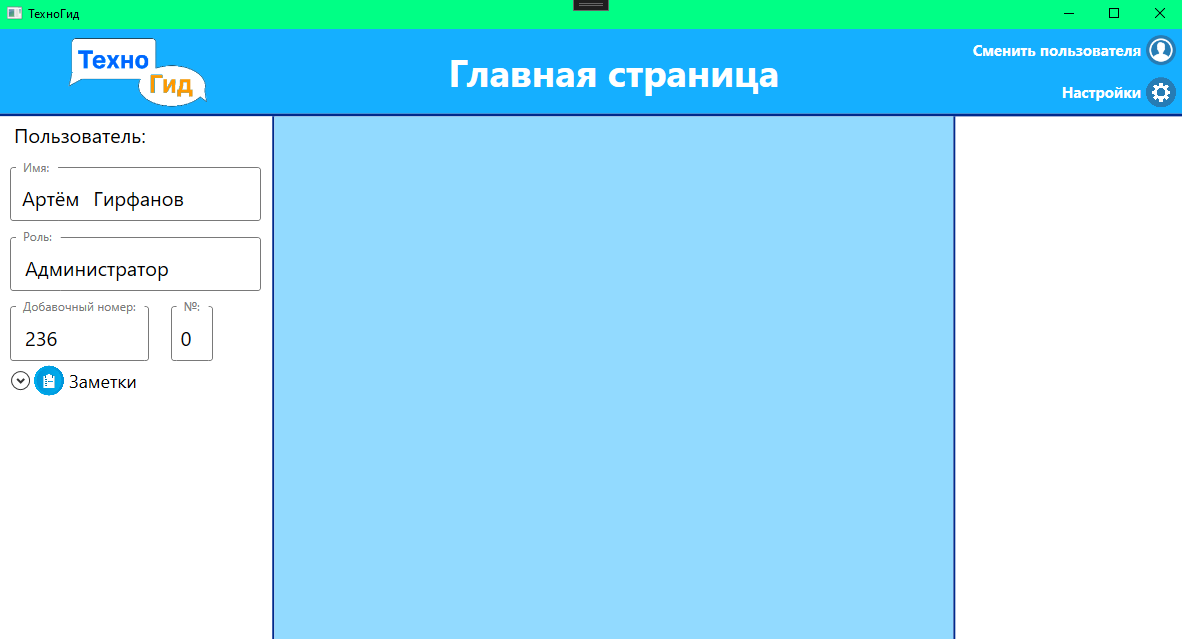 ТехноГид
Техно
Гид
Главная страница
Сменить пользователя
Настройки
Пользователь:
Имя:
Артём Гирфанов
Роль:
Администратор
Добавочный номер: №:
236 0
Заметки